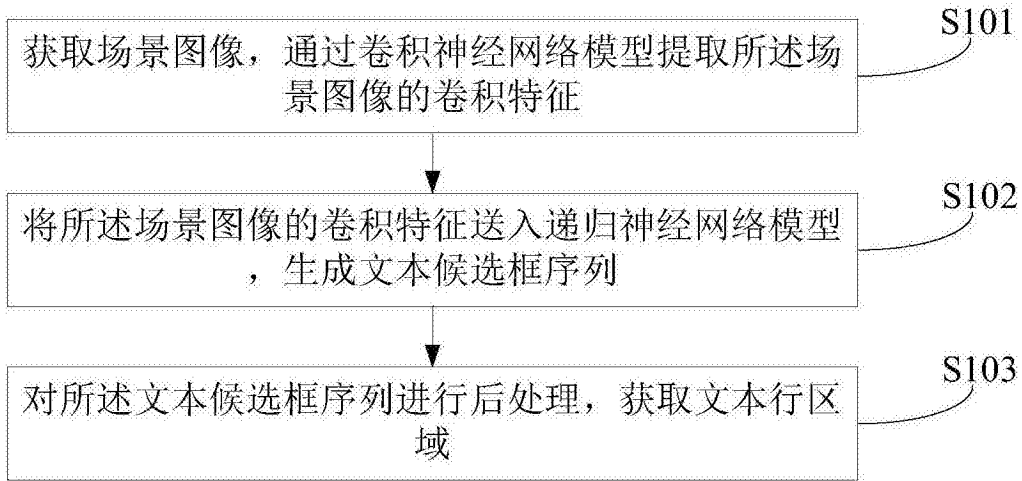 S101
获取场景图像，通过卷积神经网络模型提取所述场
景图像的卷积特征
S102
将所述场景图像的卷积特征送入递归神经网络模型
，生成文本候选框序列
S103
对所述文本候选框序列进行后处理，获取文本行区
域